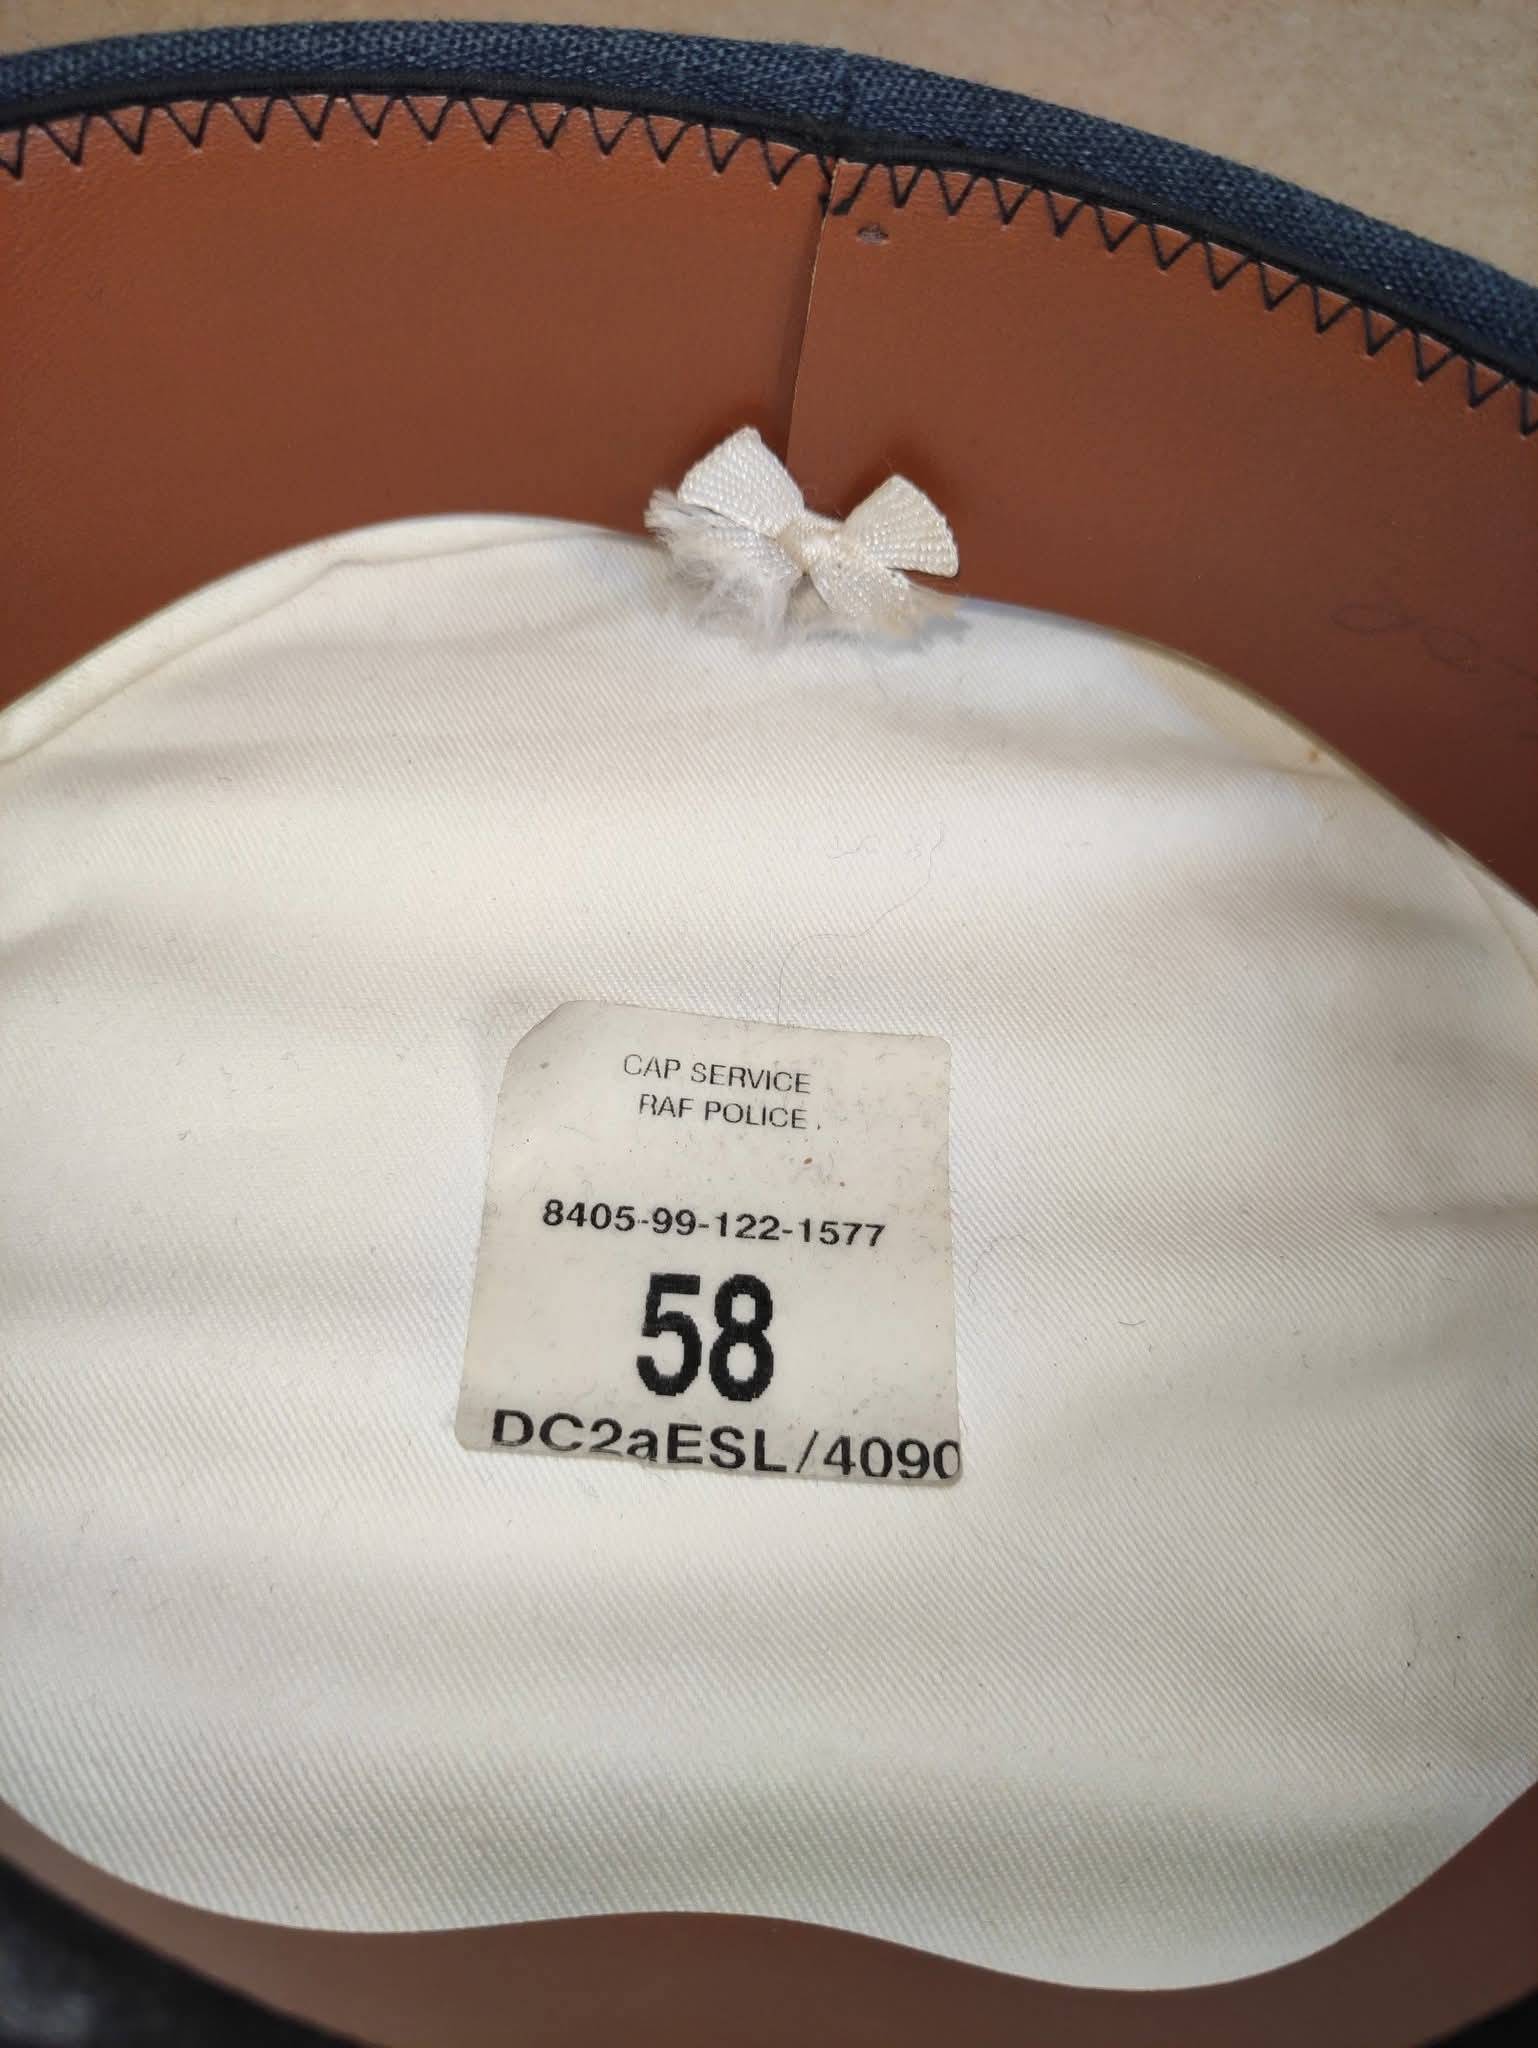 CAP SERVICE
RAF POLICE.
8405-99-122-1577
58
DC2aESL/4090